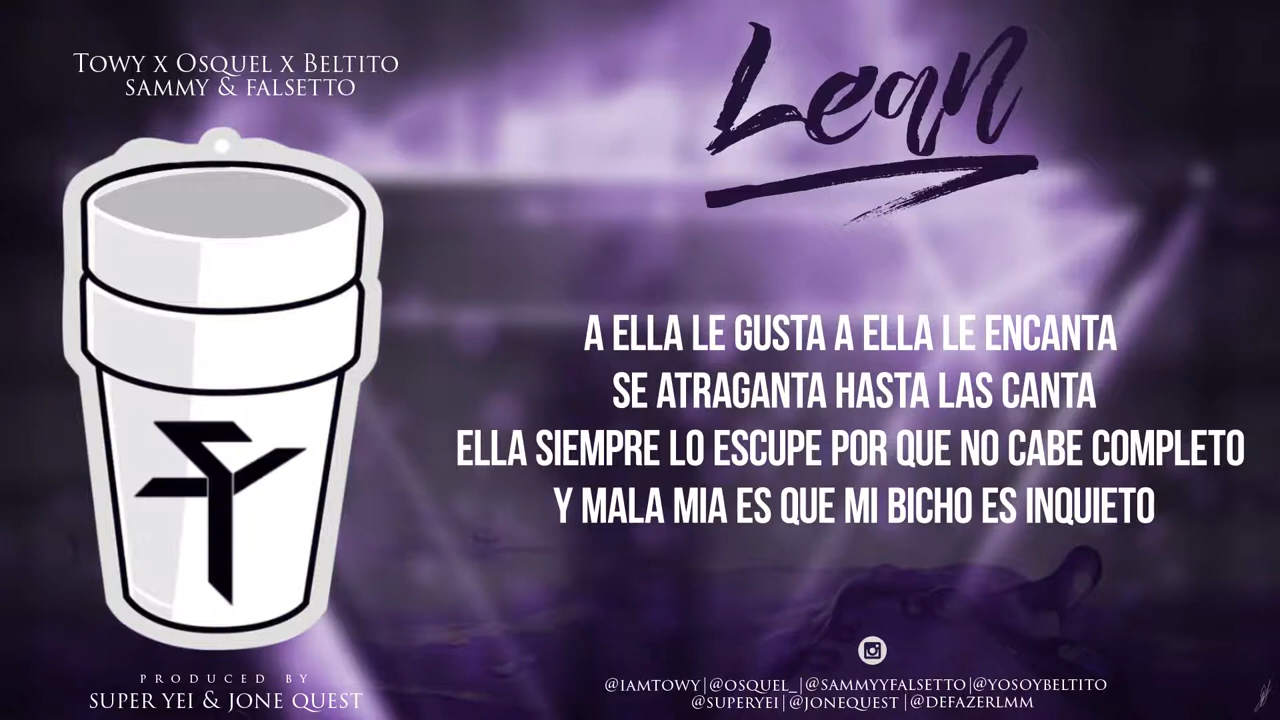 TOWY X OSQUEL X BELTITO
SAMMY & FALSETTO
Lean
A ELLA LE GUSTA A ELLA LE ENCANTA
SE ATRAGANTA HASTA LAS CANTA
ELLA SIEMPRE LO ESCUPE POR QUE NO CABE COMPLETO
Y MALA MIA ES QUE MI BICHO ES INQUIETO
PRODUCED BY
SUPER YEI & JONE QUEST
@IAMTOWY|@OSQUEL_|@SAMMYYFALSETTO|@YOSOYBELTITO
@SUPERYEI|@JONEQUEST|@DEFAZERLMM